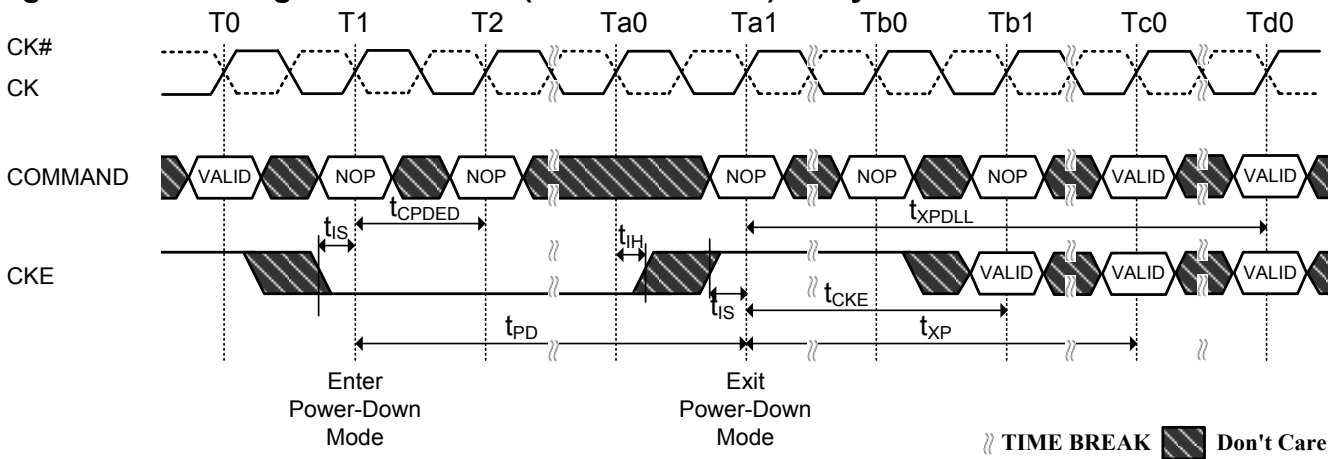 T0 T1 T2 Ta0 Ta1 Tb0 Tb1 Tc0 Td0
CK#
CK
COMMAND
VALID NOP NOP NOP NOP NOP VALID VALID
tIS tCPDED tXPDLL
tIH
CKE
VALID VALID VALID
tIS tCKE
tPD tXP
Enter
Power-Down
Mode
Exit
Power-Down
Mode
TIME BREAK Don't Care